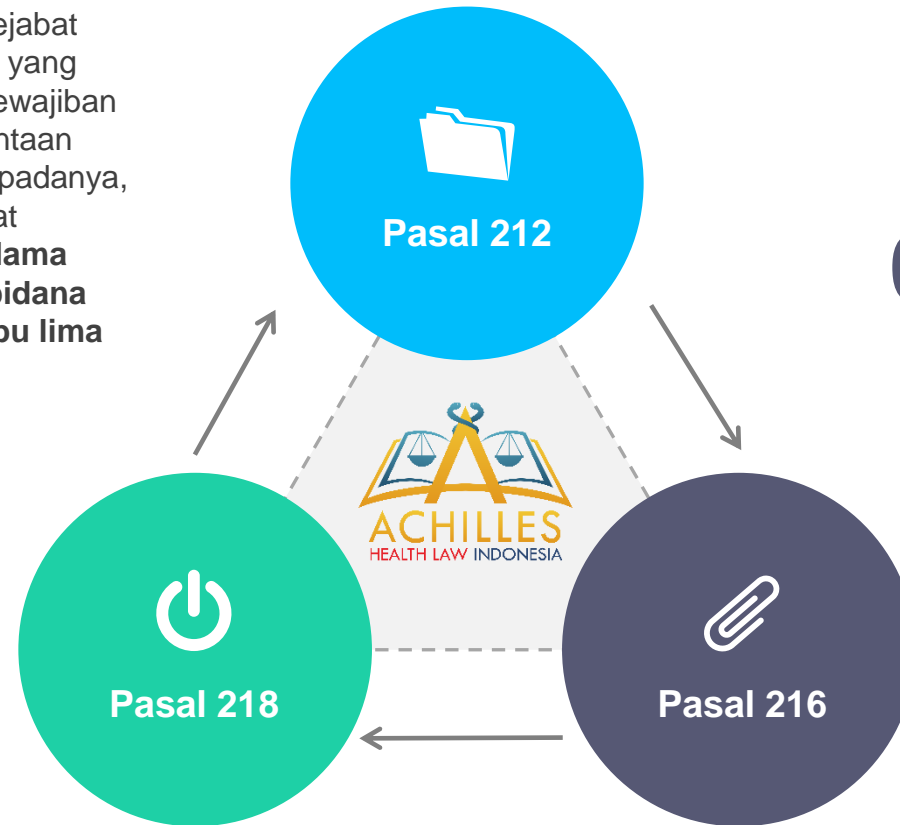 ejabat
yang
ewajiban
ntaan
padanya,
at
lama
pidana
bu lima
Pasal 212
ACHILLES
HEALTH LAW INDONESIA
Pasal 218
Pasal 216